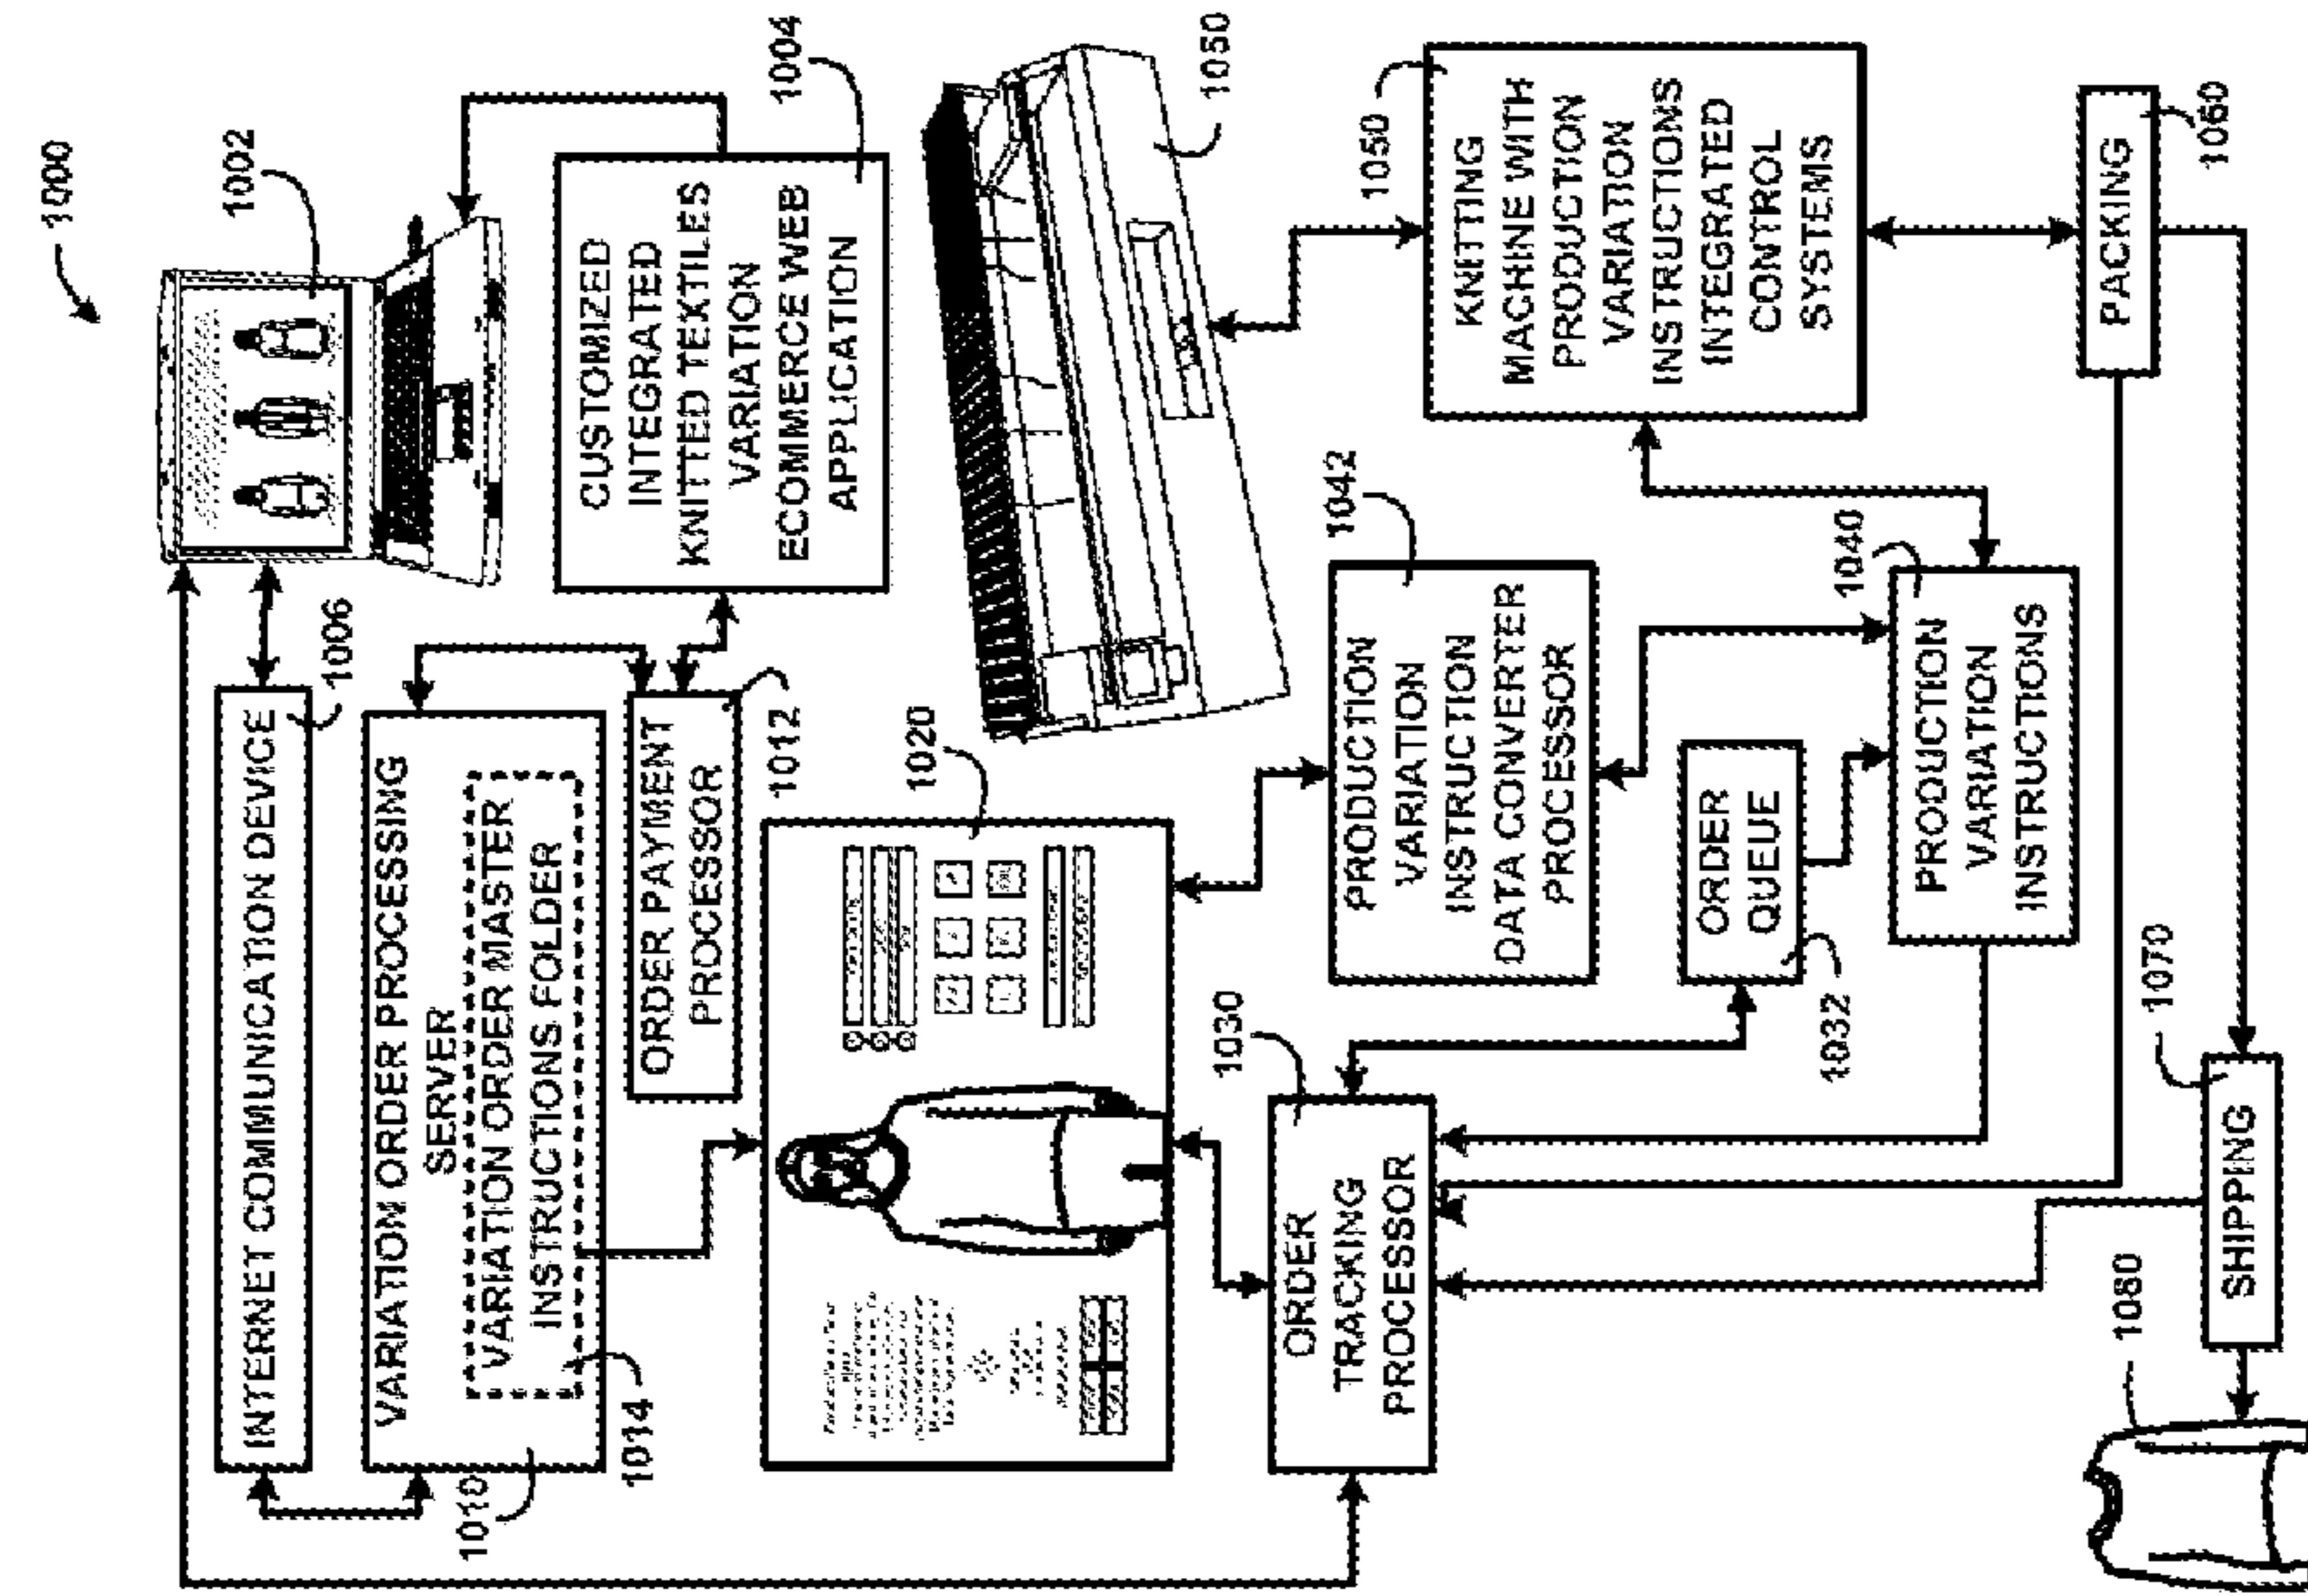 1000
1002
INTERNET COMMUNICATION DEVICE
1006
VARIATION ORDER PROCESSING
SERVER
VARIATION ORDER MASTER
INSTRUCTIONS FOLDER
1010
1014
ORDER PAYMENT
PROCESSOR
1012
CUSTOMIZED
INTEGRATED
KNITTED TEXTILES
VARIATION
ECOMMERCE WEB
APPLICATION
1004
1020
1050
ORDER
TRACKING
PROCESSOR
1030
PRODUCTION
VARIATION
INSTRUCTION
DATA CONVERTER
PROCESSOR
1042
KNITTING
MACHINE WITH
PRODUCTION
VARIATION
INSTRUCTIONS
INTEGRATED
CONTROL
SYSTEMS
1050
ORDER
QUEUE
1032
PRODUCTION
VARIATION
INSTRUCTIONS
1040
PACKING
1060
SHIPPING
1070
1080